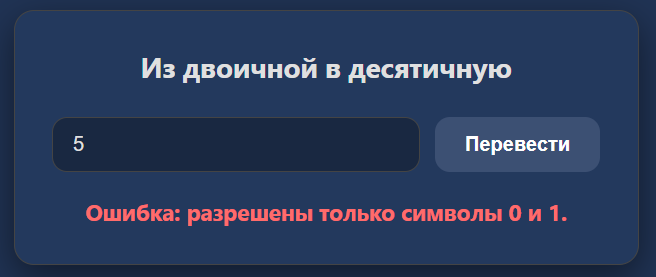 Из двоичной в десятичную
5
Перевести
Ошибка: разрешены только символы 0 и 1.